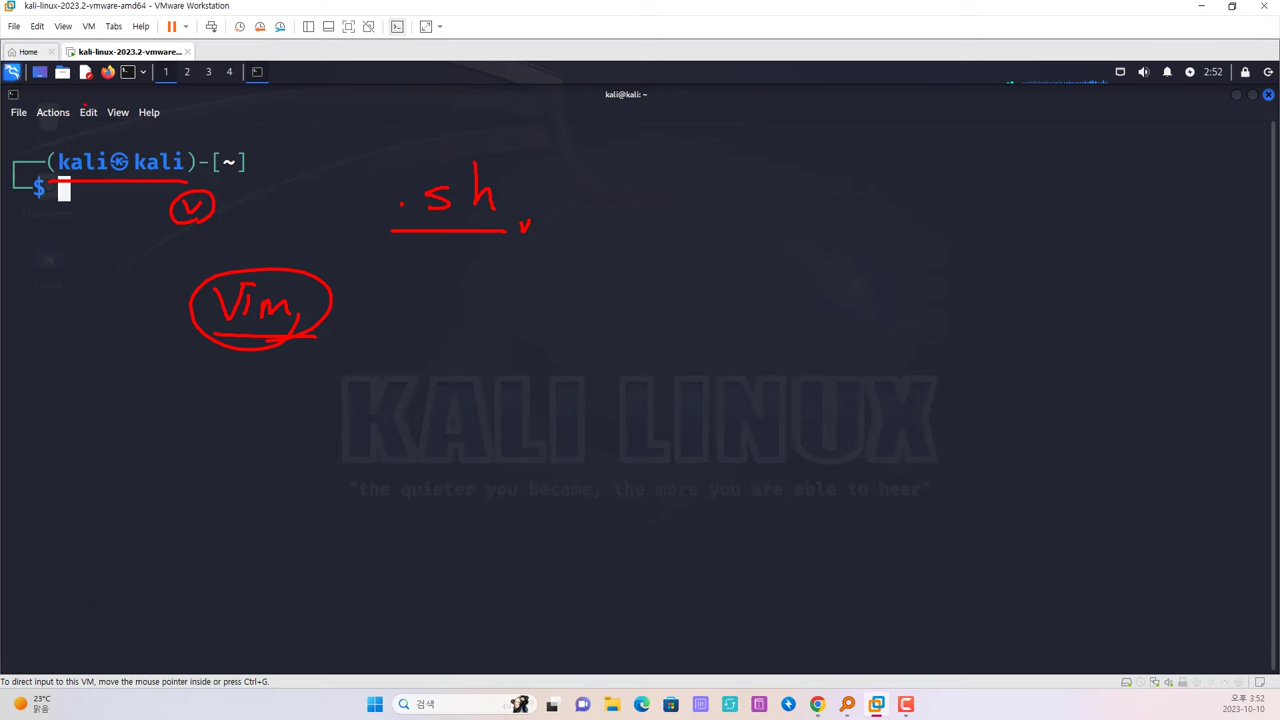 kali-linux-2023.2-vmware-amd64 - VMware Workstation
File Edit View VM Tabs Help
Home kali-linux-2023.2-vmware...
1 2 3 4 2:52
kali@kali: ~
File Actions Edit View Help
(kali㉿kali)-[~]
$
v
.sh
v
Vim,
KALI LINUX
"the quieter you become, the more you are able to hear"
To direct input to this VM, move the mouse pointer inside or press Ctrl+G.
23°C
맑음
검색
오후 3:52
2023-10-10